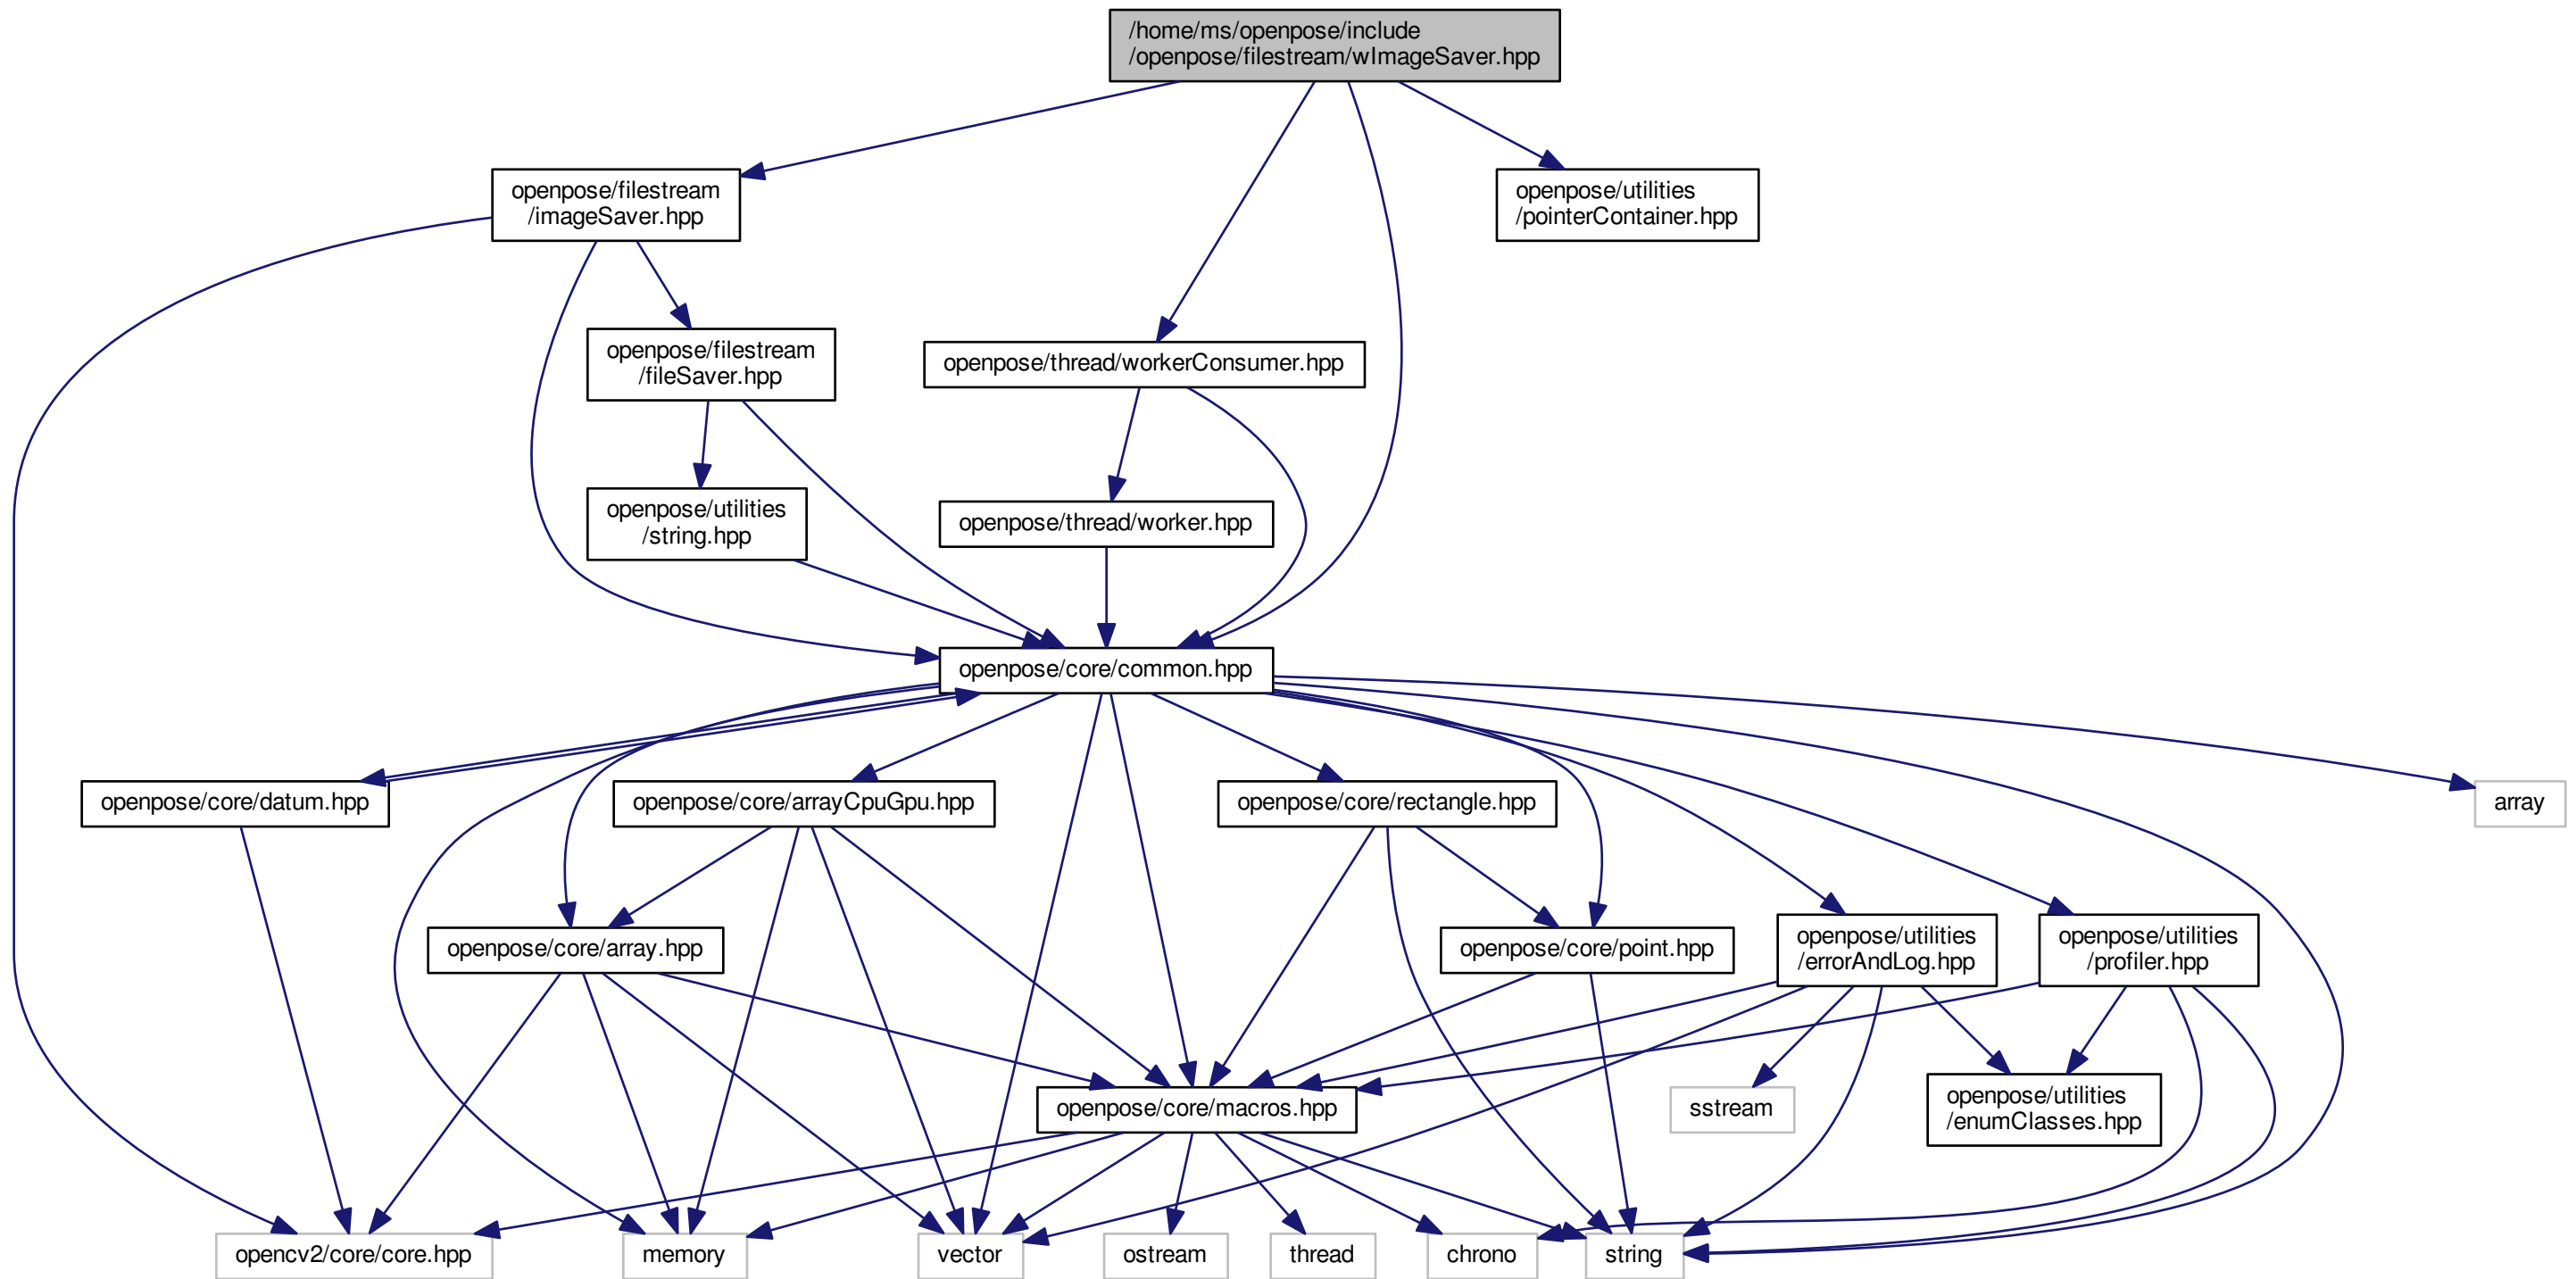 /home/ms/openpose/include
/openpose/filestream/wImageSaver.hpp
openpose/filestream
/imageSaver.hpp
openpose/utilities
/pointerContainer.hpp
openpose/filestream
/fileSaver.hpp
openpose/thread/workerConsumer.hpp
openpose/utilities
/string.hpp
openpose/thread/worker.hpp
openpose/core/common.hpp
openpose/core/datum.hpp
openpose/core/arrayCpuGpu.hpp
openpose/core/rectangle.hpp
array
openpose/core/array.hpp
openpose/core/point.hpp
openpose/utilities
/errorAndLog.hpp
openpose/utilities
/profiler.hpp
openpose/core/macros.hpp
sstream
openpose/utilities
/enumClasses.hpp
opencv2/core/core.hpp
memory
vector
ostream
thread
chrono
string